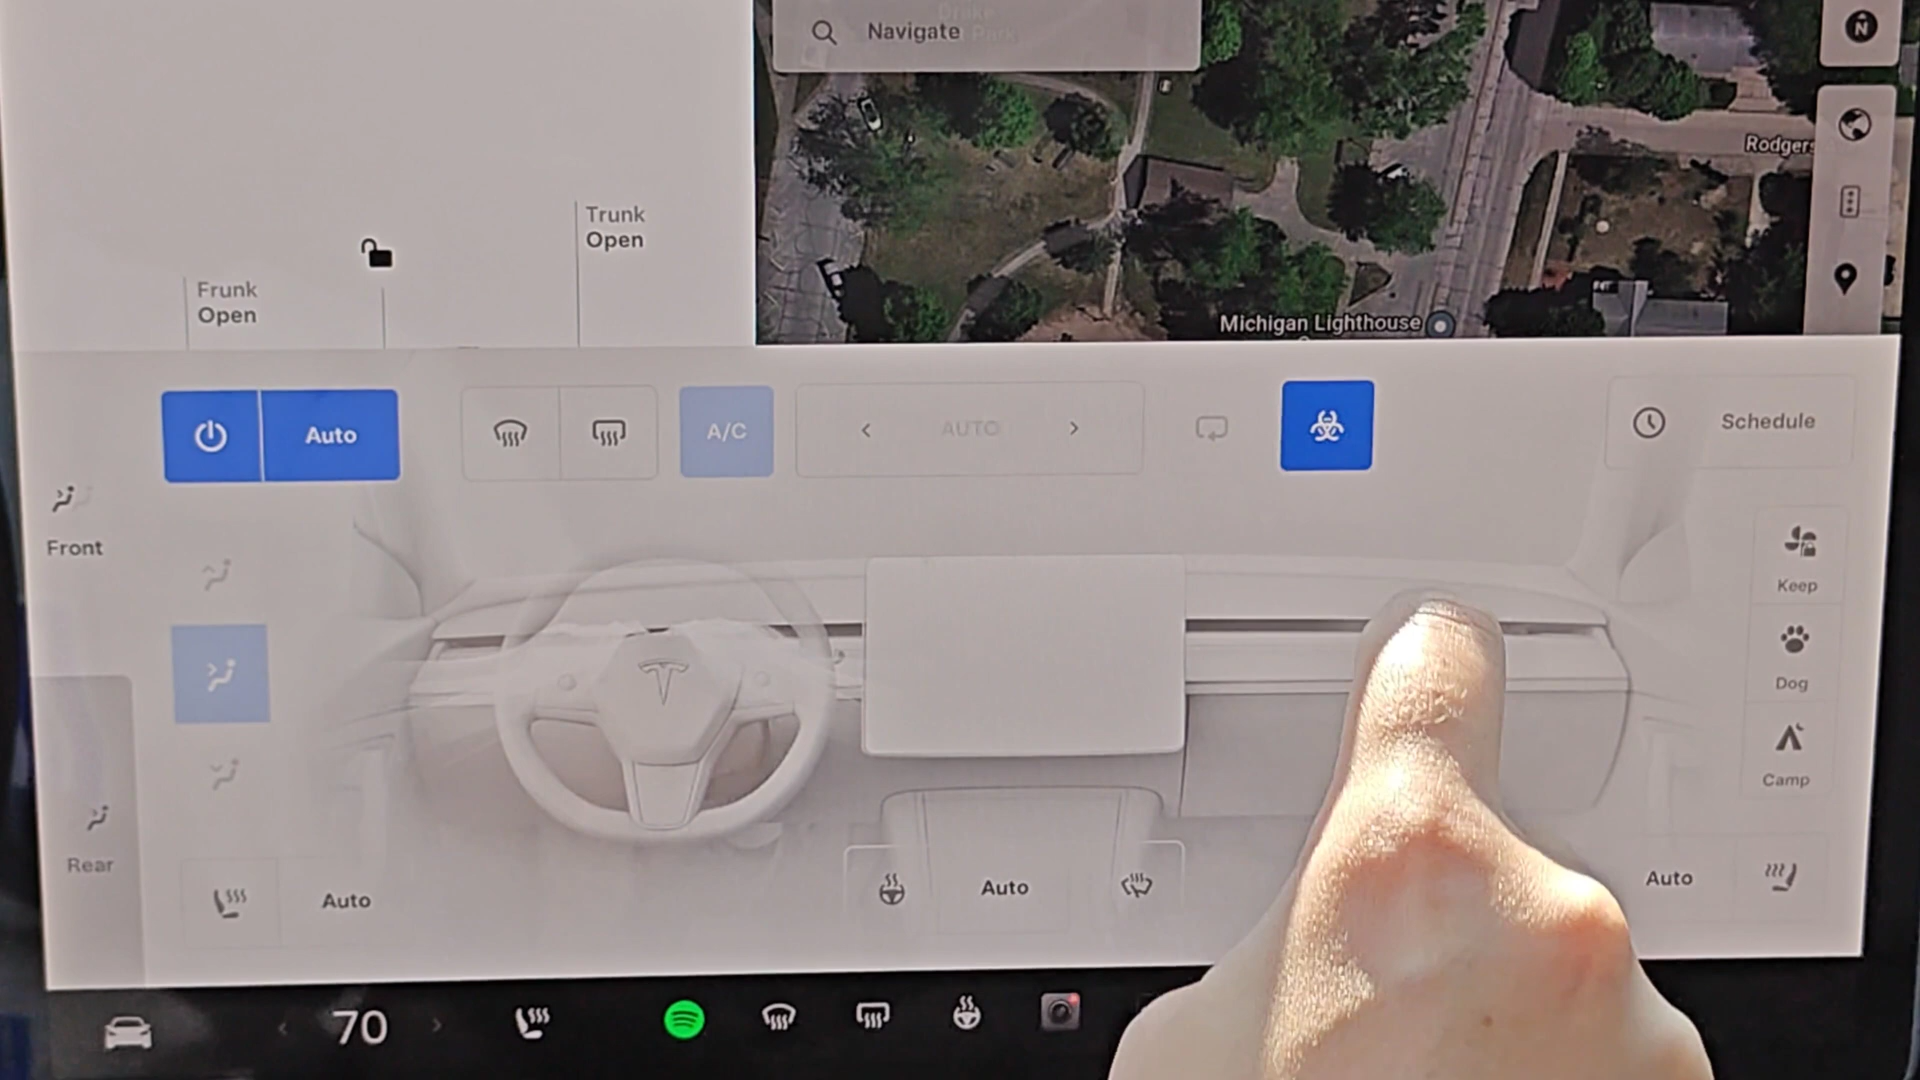 Navigate
N
Rodgers
Trunk
Open
Frunk
Open
Michigan Lighthouse
Auto
A/C
AUTO
Schedule
Front
Keep
Dog
Camp
Rear
Auto
Auto
Auto
70